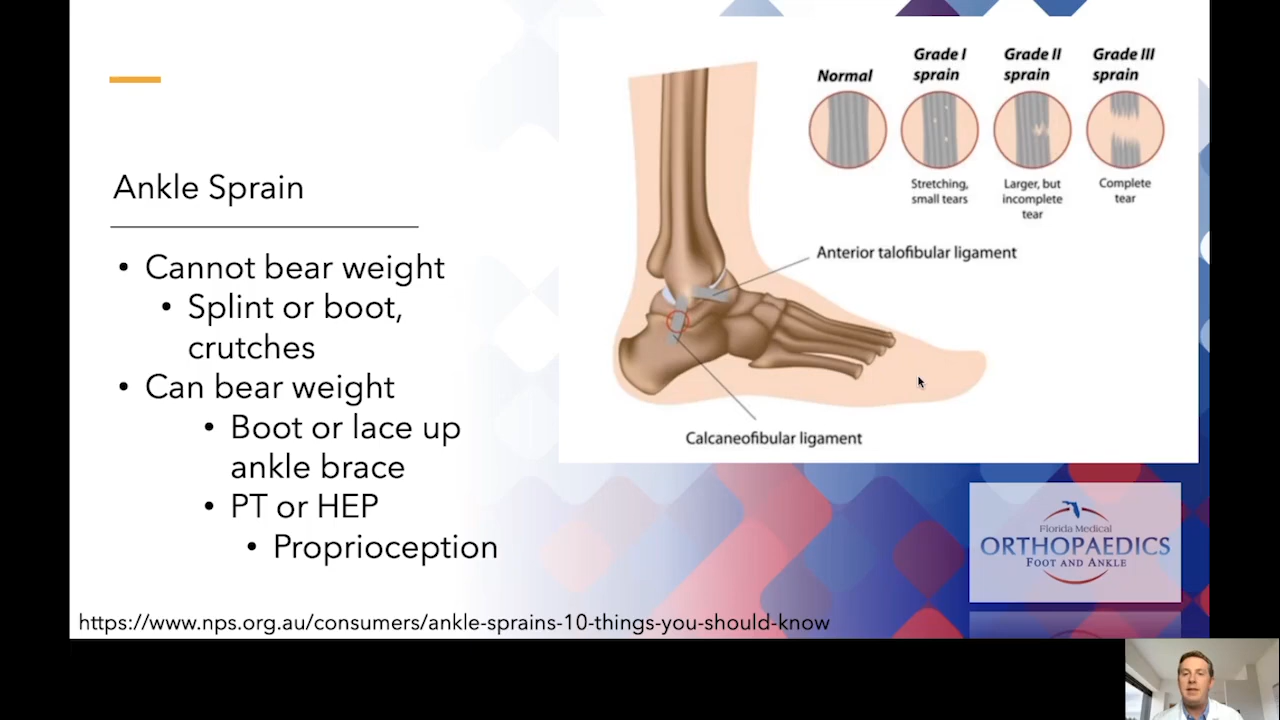 Ankle Sprain
• Cannot bear weight
• Splint or boot,
crutches
• Can bear weight
• Boot or lace up
ankle brace
• PT or HEP
• Proprioception
https://www.nps.org.au/consumers/ankle-sprains-10-things-you-should-know
Normal
Grade I
sprain
Grade II
sprain
Grade III
sprain
Stretching,
small tears
Larger, but
incomplete
tear
Complete
tear
Anterior talofibular ligament
Calcaneofibular ligament
Florida Medical
ORTHOPAEDICS
FOOT AND ANKLE